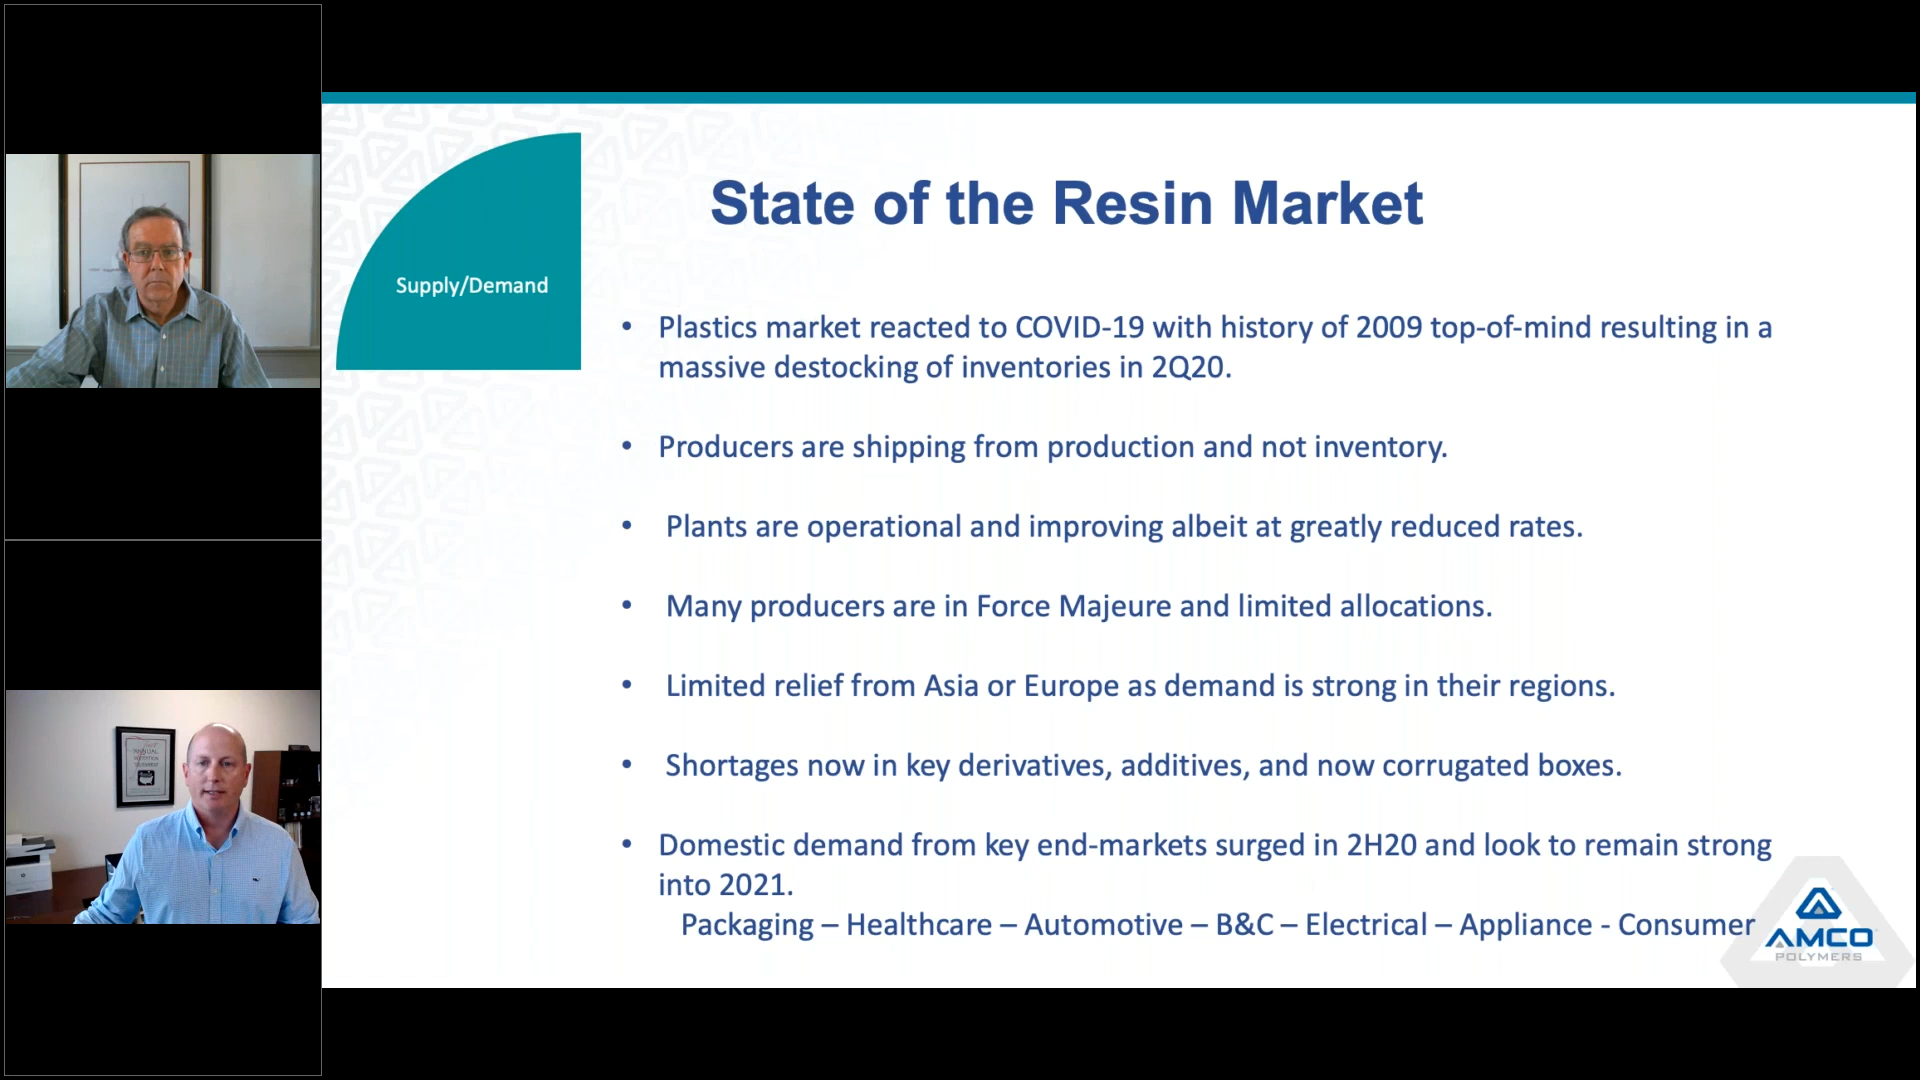 Supply/Demand
State of the Resin Market
• Plastics market reacted to COVID-19 with history of 2009 top-of-mind resulting in a
massive destocking of inventories in 2Q20.
• Producers are shipping from production and not inventory.
• Plants are operational and improving albeit at greatly reduced rates.
• Many producers are in Force Majeure and limited allocations.
• Limited relief from Asia or Europe as demand is strong in their regions.
• Shortages now in key derivatives, additives, and now corrugated boxes.
• Domestic demand from key end-markets surged in 2H20 and look to remain strong
into 2021.
Packaging – Healthcare – Automotive – B&C – Electrical – Appliance - Consumer
AMCO
POLYMERS